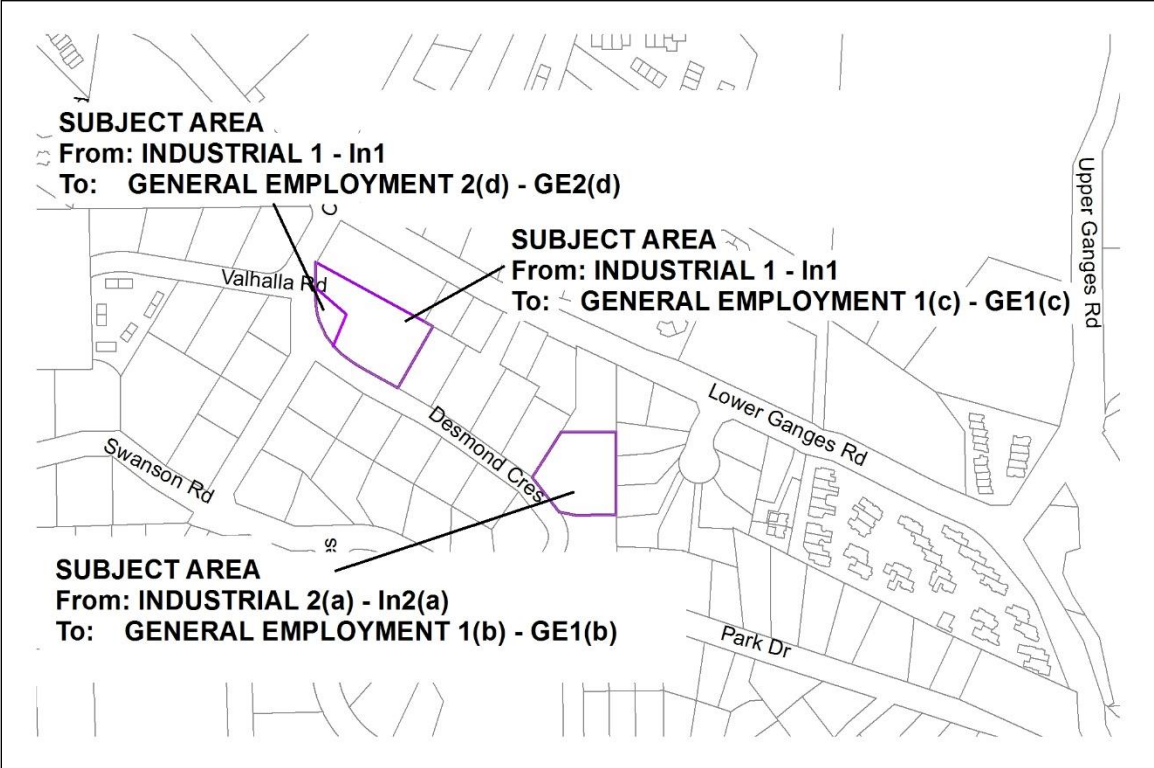 SUBJECT AREA
From: INDUSTRIAL 1 - In1
To: GENERAL EMPLOYMENT 2(d) - GE2(d)
SUBJECT AREA
From: INDUSTRIAL 1 - In1
To: GENERAL EMPLOYMENT 1(c) - GE1(c)
Upper Ganges Rd
Valhalla Rd
Lower Ganges Rd
Desmond Cres
Swanson Rd
SUBJECT AREA
From: INDUSTRIAL 2(a) - In2(a)
To: GENERAL EMPLOYMENT 1(b) - GE1(b)
Park Dr